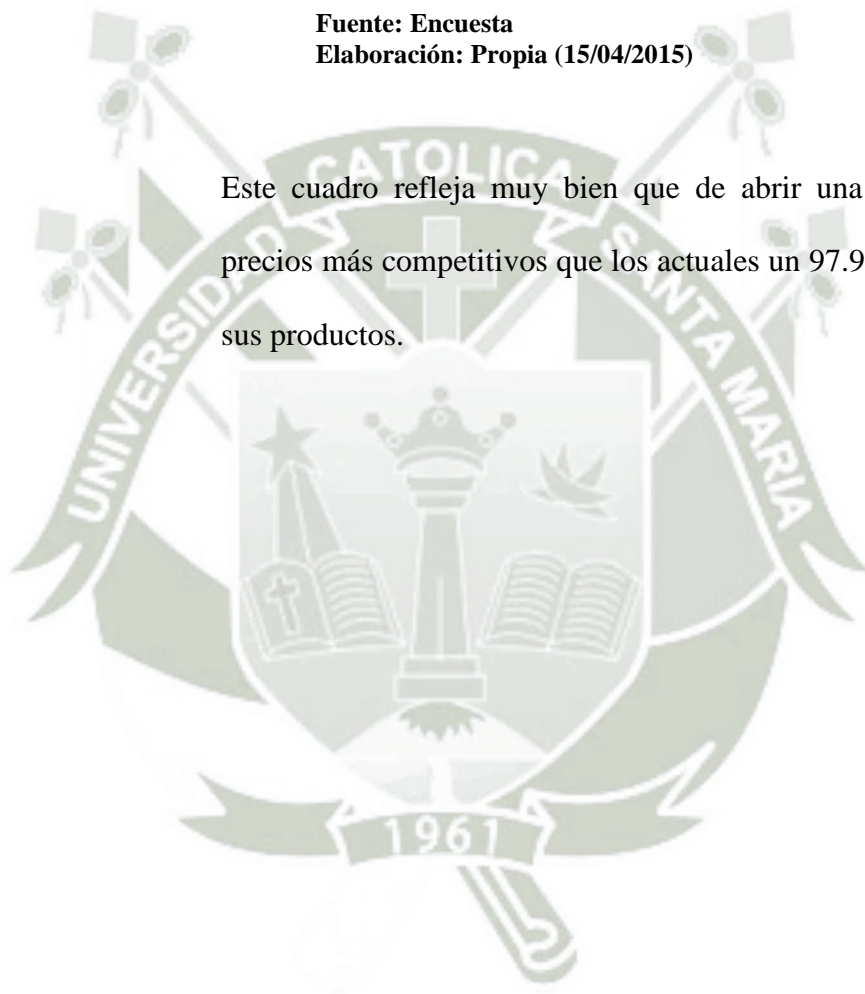 Fuente: Encuesta
Elaboración: Propia (15/04/2015)
Este cuadro refleja muy bien que de abrir una
precios más competitivos que los actuales un 97.9
sus productos.
UNIVERSIDAD CATOLICA SANTA MARIA
1961